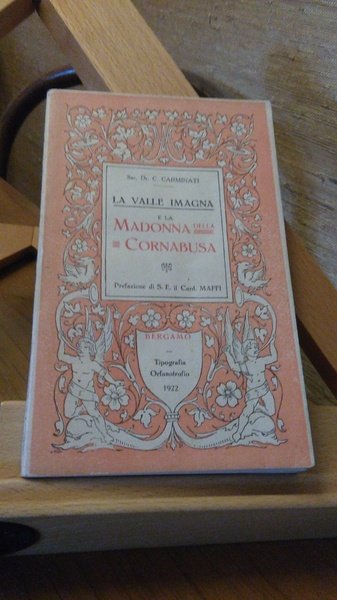 Sac. Dr. C. CARMINATI
LA VALLE IMAGNA
E LA
MADONNA DELLA
CORNABUSA
Prefazione di S. E. il Card. MAFFI
BERGAMO
Tipografia
Orfanotrofio
1922